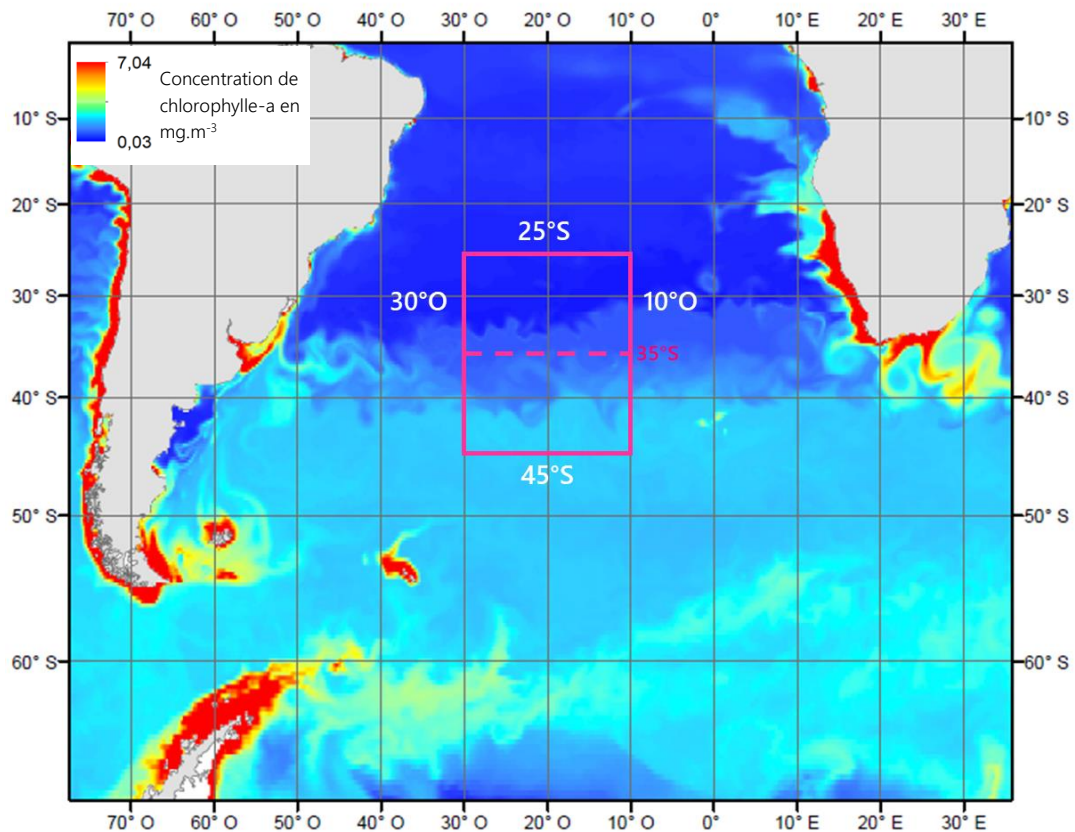 70° O 60° O 50° O 40° O 30° O 20° O 10° O 0° 10° E 20° E 30° E
7,04
0,03
Concentration de
chlorophylle-a en
mg.m-3
10° S 10° S
20° S 20° S
25°S
30° S 30°O 10°O 30° S
35°S
40° S 40° S
45°S
50° S 50° S
60° S 60° S
70° O 60° O 50° O 40° O 30° O 20° O 10° O 0° 10° E 20° E 30° E